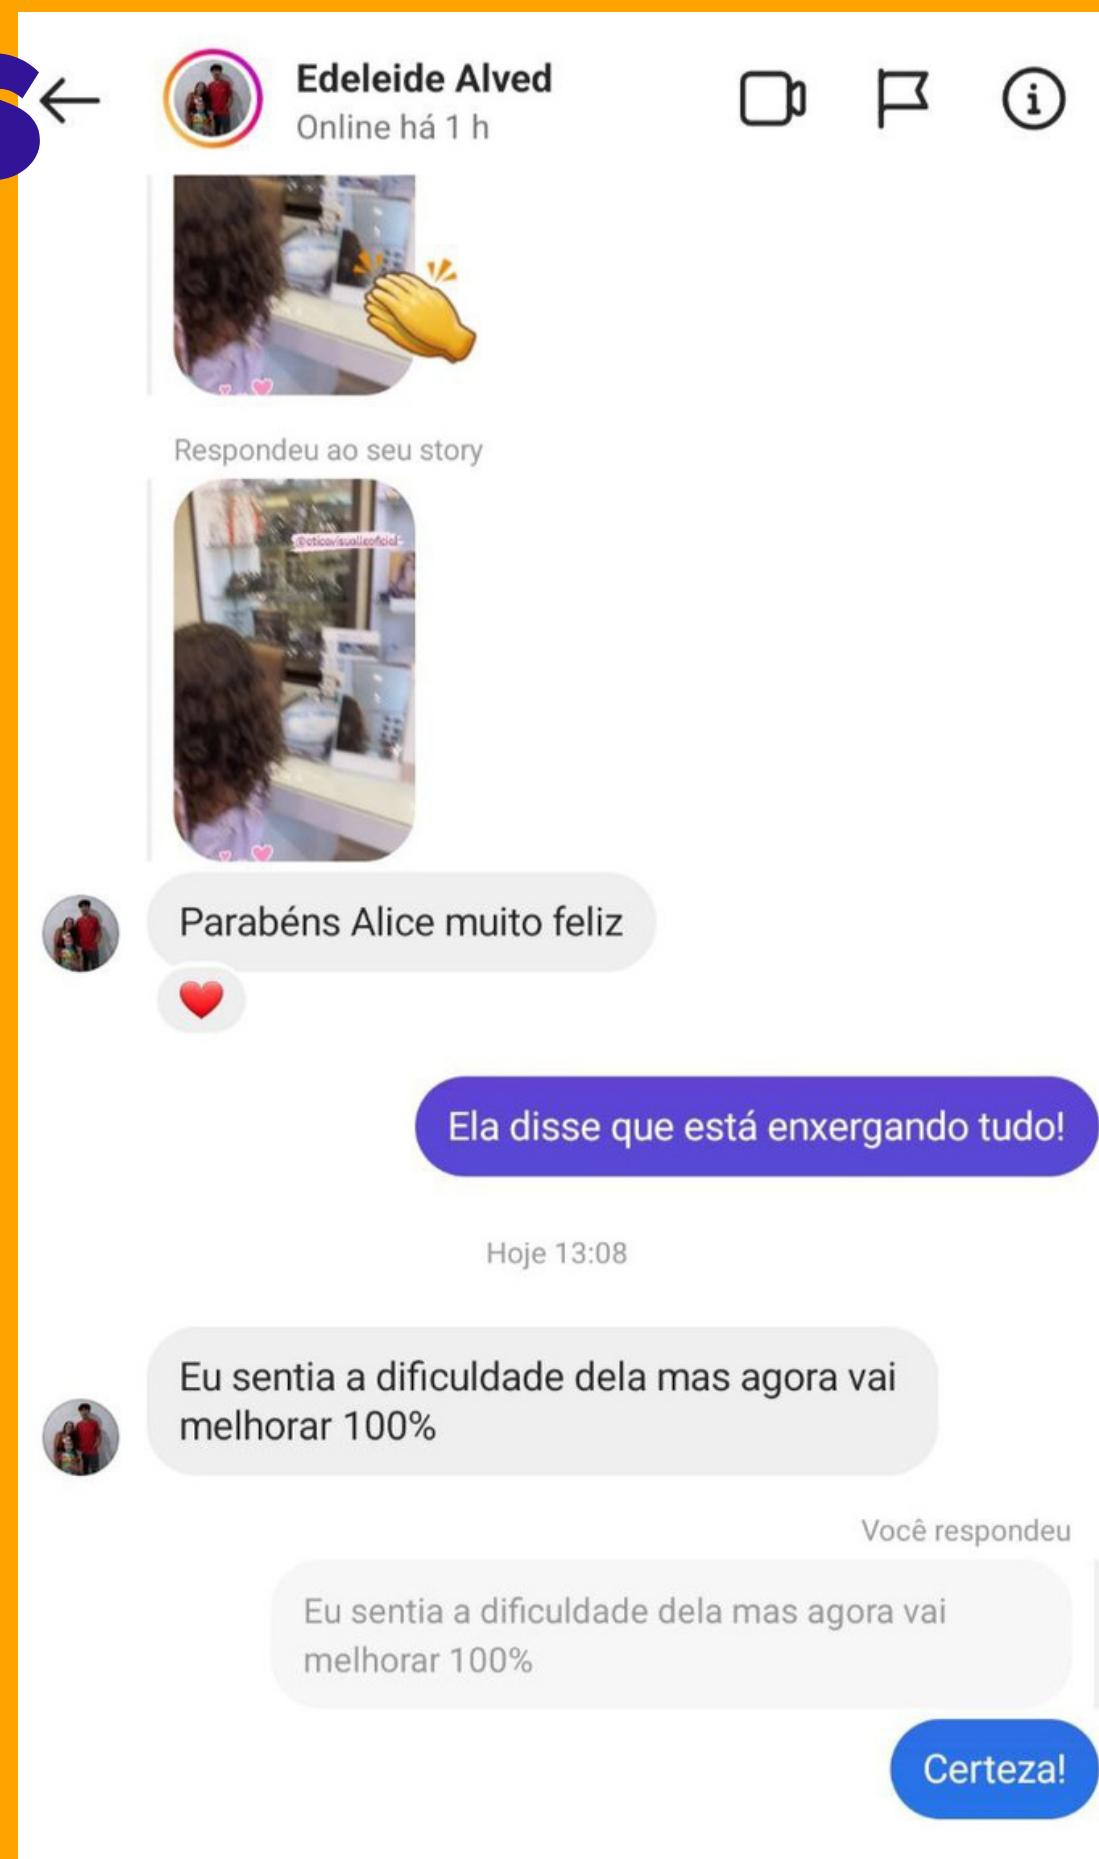 S
Edeleide Alved
Online há 1 h
Respondeu ao seu story
@oticavisualleoficial
Parabéns Alice muito feliz
Ela disse que está enxergando tudo!
Hoje 13:08
Eu sentia a dificuldade dela mas agora vai
melhorar 100%
Você respondeu
Eu sentia a dificuldade dela mas agora vai
melhorar 100%
Certeza!